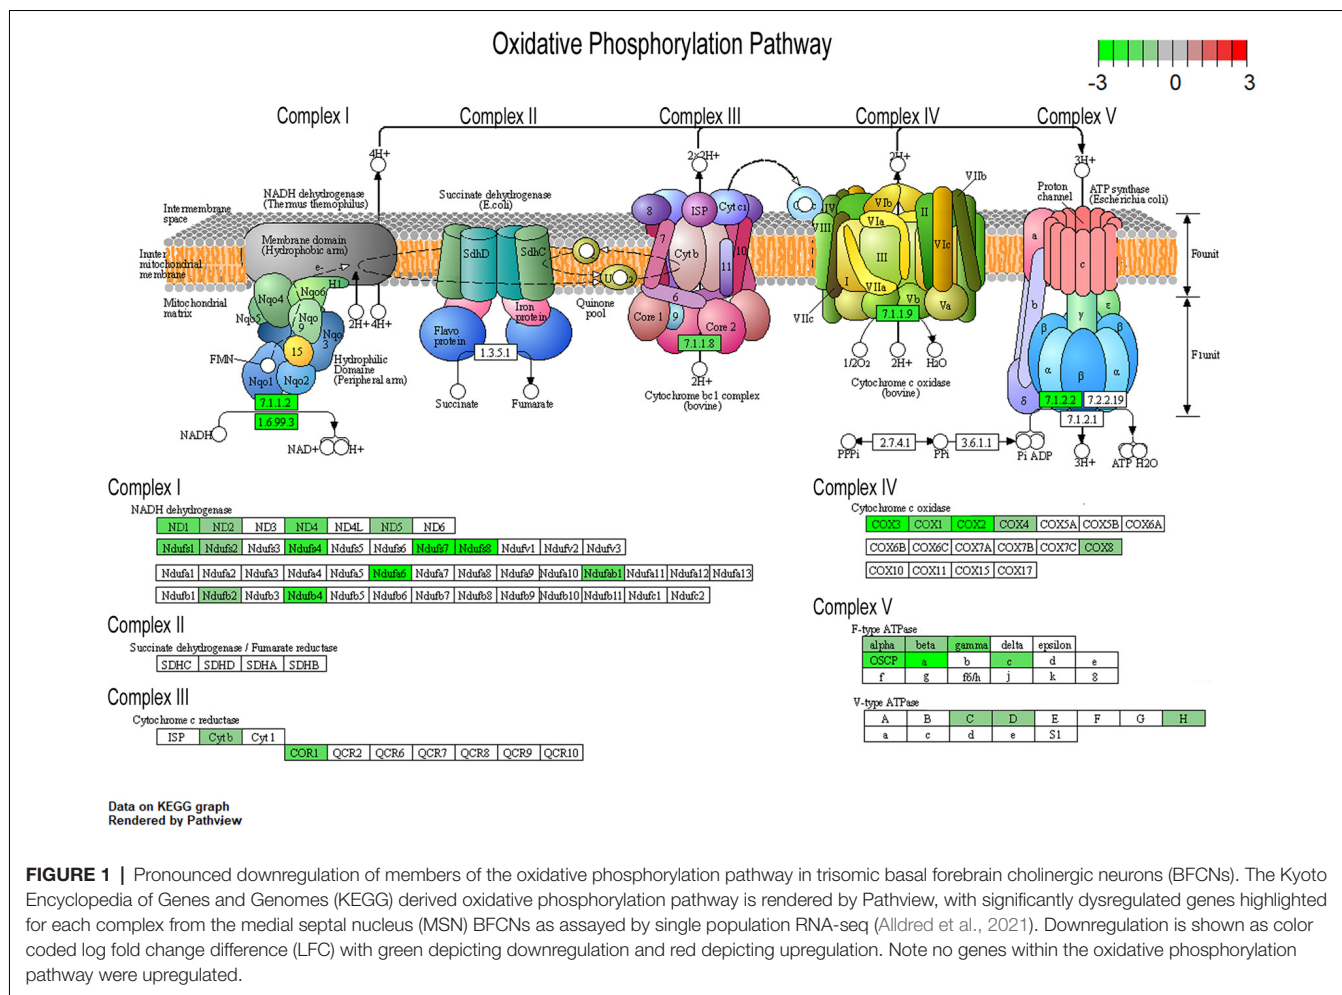 Oxidative Phosphorylation Pathway
-3 0 3
Complex I Complex II Complex III Complex IV Complex V
4H+ 2×2H+ 2H+ 3H+
NADH dehydrogenase
(Thermus themophilus)
Succinate dehydrogenase
(E.coli)
Proton
channel
ATP synthase
(Escherichia coli)
Intermembrane
space
Innter
mitochondrial
membrane
Mitochondrial
matrix
Membrane domain
(Hydrophobic arm)
e-
H1
Nqo4 Nqo6
Nqo5 Nqo
9 Nqo
3
15
FMN
Nqo1 Nqo2
Hydrophilic
Domaine
(Peripheral arm)
2H+ 4H+
7.1.1.2
1.6.99.3
NADH
NAD+ H+
SdhD SdhC
Flavo
protein
Iron
protein
1.3.5.1
Succinate Fumarate
Quinone
pool
8 ISP Cyt c1
7 Cyt b 10
11
6
Core 1 9 Core 2
7.1.1.8
2H+
Cytochrome bc1 complex
(bovine)
VIIb
IV VIb II
VIII VIa
III VIc
I VIIa
VIIc Vb Va
7.1.1.9
1/2O2 2H+ H2O
Cytochrome c oxidase
(bovine)
a c
b
γ ε
β β
α β α
δ
7.1.2.2 7.2.2.19
7.1.2.1
F0unit
F1unit
PPPi 2.7.4.1 PPi 3.6.1.1 Pi ADP 3H+ ATP H2O
Complex I
NADH dehydrogenase
ND1 ND2 ND3 ND4 ND4L ND5 ND6
Ndufs1 Ndufs2 Ndufs3 Ndufs4 Ndufs5 Ndufs6 Ndufs7 Ndufs8 Ndufv1 Ndufv2 Ndufv3
Ndufa1 Ndufa2 Ndufa3 Ndufa4 Ndufa5 Ndufa6 Ndufa7 Ndufa8 Ndufa9 Ndufa10 Ndufab1 Ndufa11 Ndufa12 Ndufa13
Ndufb1 Ndufb2 Ndufb3 Ndufb4 Ndufb5 Ndufb6 Ndufb7 Ndufb8 Ndufb9 Ndufb10 Ndufb11 Ndufc1 Ndufc2
Complex II
Succinate dehydrogenase / Fumarate reductase
SDHC SDHD SDHA SDHB
Complex III
Cytochrome c reductase
ISP Cytb Cyt1
COR1 QCR2 QCR6 QCR7 QCR8 QCR9 QCR10
Complex IV
Cytochrome c oxidase
COX3 COX1 COX2 COX4 COX5A COX5B COX6A
COX6B COX6C COX7A COX7B COX7C COX8
COX10 COX11 COX15 COX17
Complex V
F-type ATPase
alpha beta gamma delta epsilon
OSCP a b c d e
f g f6/h j k 8
V-type ATPase
A B C D E F G H
a c d e S1
Data on KEGG graph
Rendered by Pathview
FIGURE 1 | Pronounced downregulation of members of the oxidative phosphorylation pathway in trisomic basal forebrain cholinergic neurons (BFCNs). The Kyoto
Encyclopedia of Genes and Genomes (KEGG) derived oxidative phosphorylation pathway is rendered by Pathview, with significantly dysregulated genes highlighted
for each complex from the medial septal nucleus (MSN) BFCNs as assayed by single population RNA-seq (Alldred et al., 2021). Downregulation is shown as color
coded log fold change difference (LFC) with green depicting downregulation and red depicting upregulation. Note no genes within the oxidative phosphorylation
pathway were upregulated.